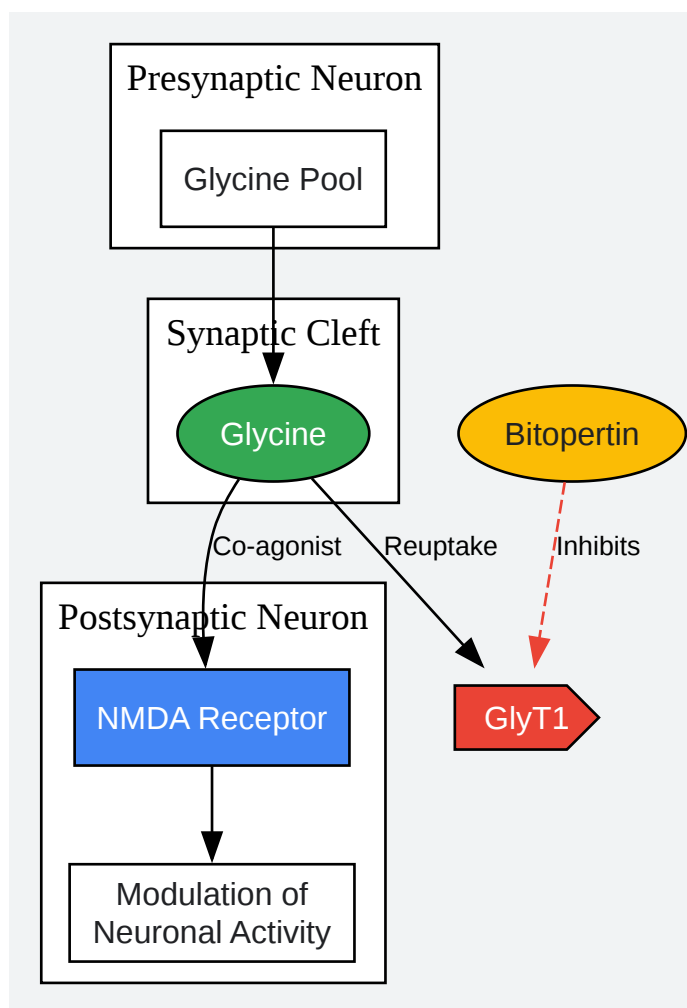 Presynaptic Neuron
Glycine Pool
Synaptic Cleft
Glycine
Bitopertin
Co-agonist
Reuptake
Inhibits
Postsynaptic Neuron
NMDA Receptor
GlyT1
Modulation of
Neuronal Activity